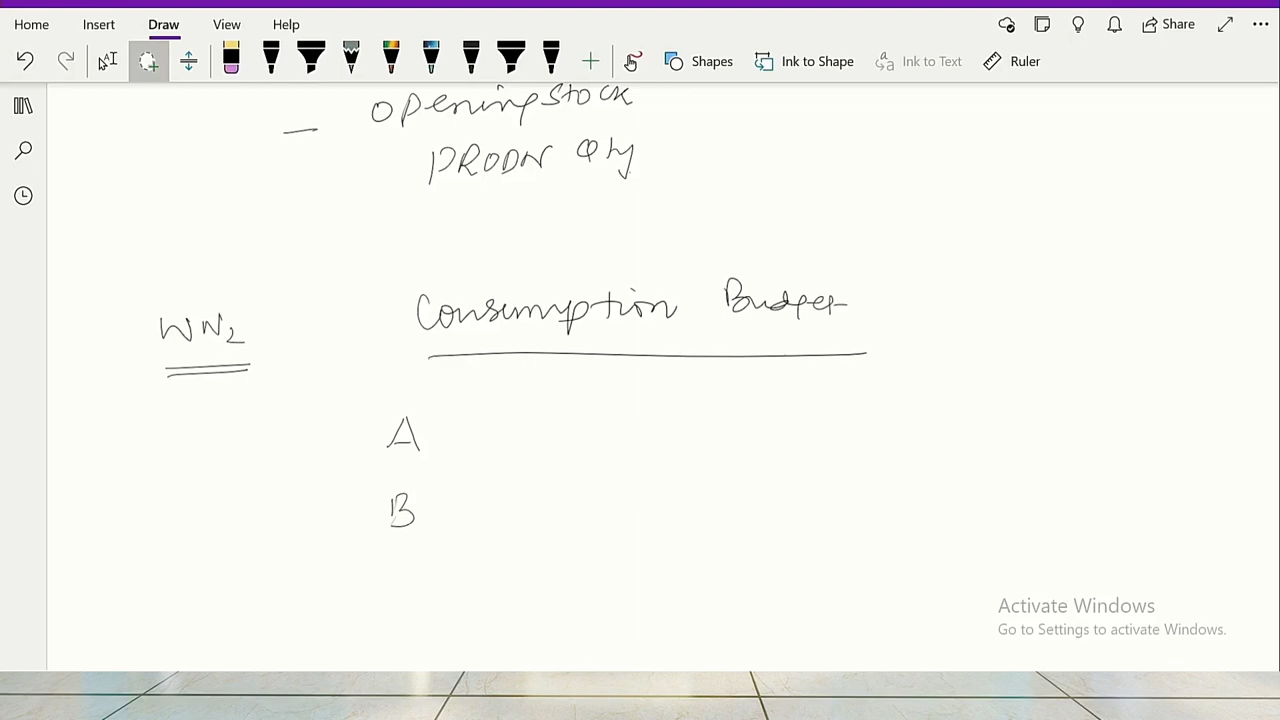 Home Insert Draw View Help Share
Shapes Ink to Shape Ink to Text Ruler
opening stock
—
PRODN Qty
Consumption Budget
WN2
A
B
Activate Windows
Go to Settings to activate Windows.